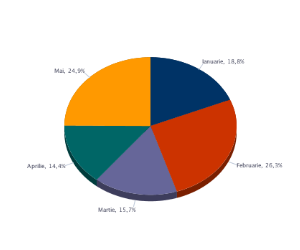 Ianuarie, 18,8%
Mai, 24,9%
Februarie, 26,3%
Aprilie, 14,4%
Martie, 15,7%